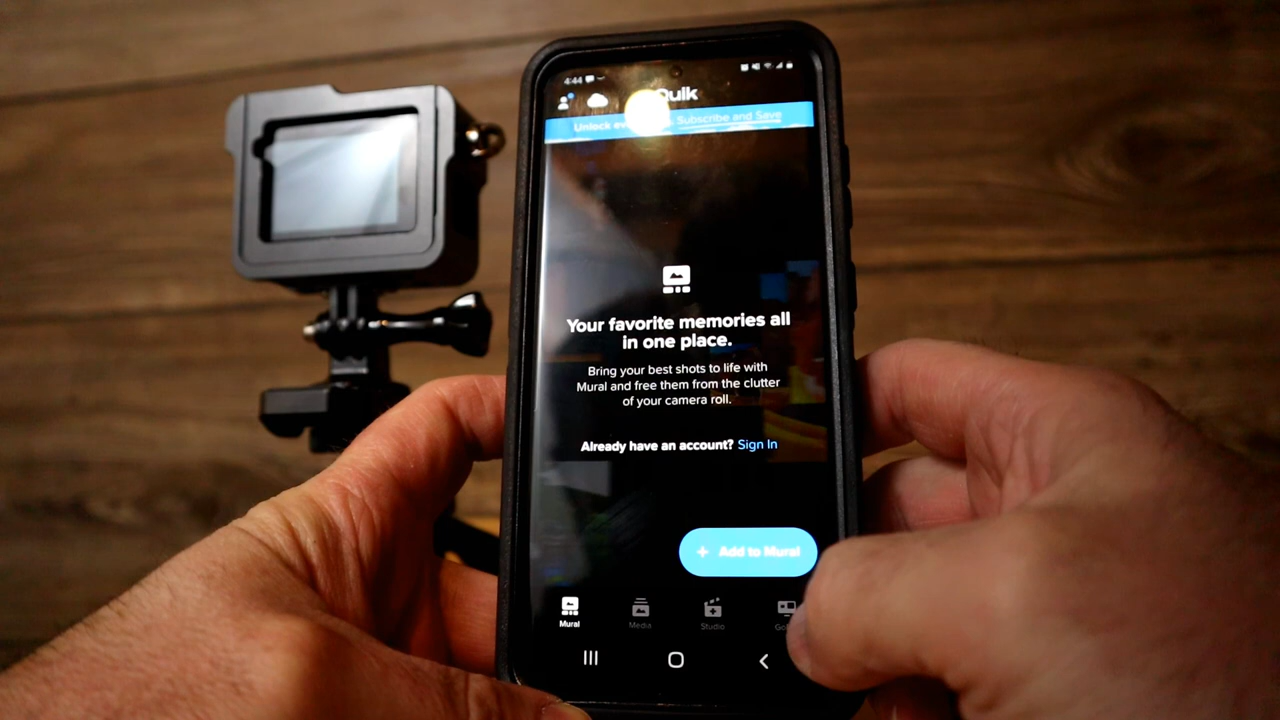 4:44
Quik
Unlock Subscribe and Save
Your favorite memories all
in one place.
Bring your best shots to life with
Mural and free them from the clutter
of your camera roll.
Already have an account? Sign In
+ Add to Mural
Mural Media Studio